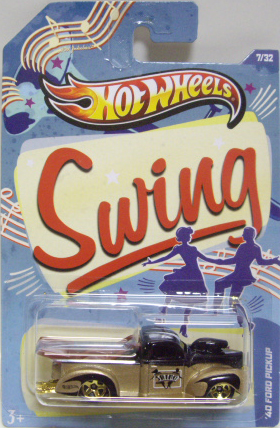 7/32
HOT WHEELS
Swing
'40 FORD PICKUP
3+